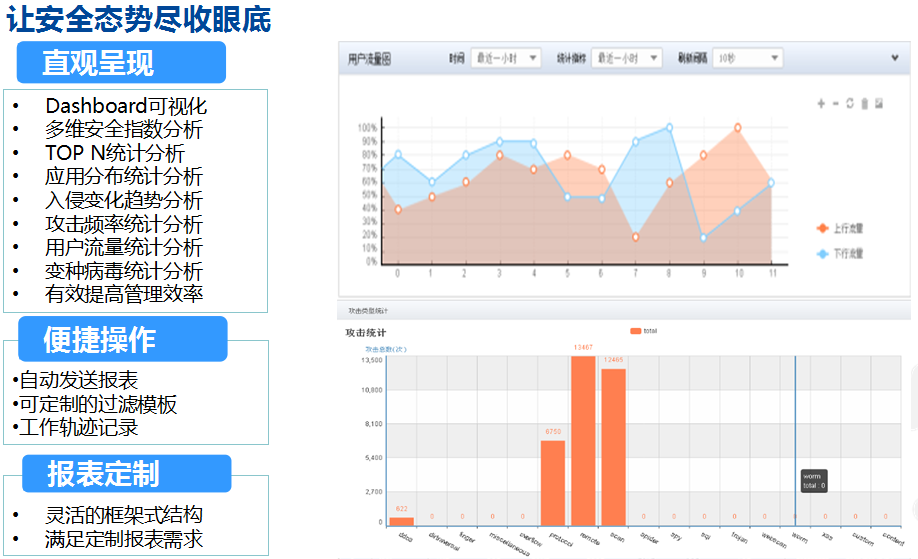 让安全态势尽收眼底
直观呈现
• Dashboard可视化
• 多维安全指数分析
• TOP N统计分析
• 应用分布统计分析
• 入侵变化趋势分析
• 攻击频率统计分析
• 用户流量统计分析
• 变种病毒统计分析
• 有效提高管理效率
便捷操作
•自动发送报表
•可定制的过滤模板
•工作轨迹记录
报表定制
• 灵活的框架式结构
• 满足定制报表需求
用户流量图 时间 最近一小时 统计指标 最近一小时 刷新间隔 10秒
100%
90%
80%
70%
60%
50%
40%
30%
20%
10%
0%
0 1 2 3 4 5 6 7 8 9 10 11
上行流量
下行流量
攻击类型统计
攻击统计
total
攻击总数(次)
13,500
10,800
8,100
5,400
2,700
0
622 0 0 0 0 6750 13467 12466 0 0 0 0 0 0 0 0 0
worm
total : 0
ddos dirtraversal finger miscellaneous overflow protocol remote scan spider spy sql trojan webscan worm xss custom content